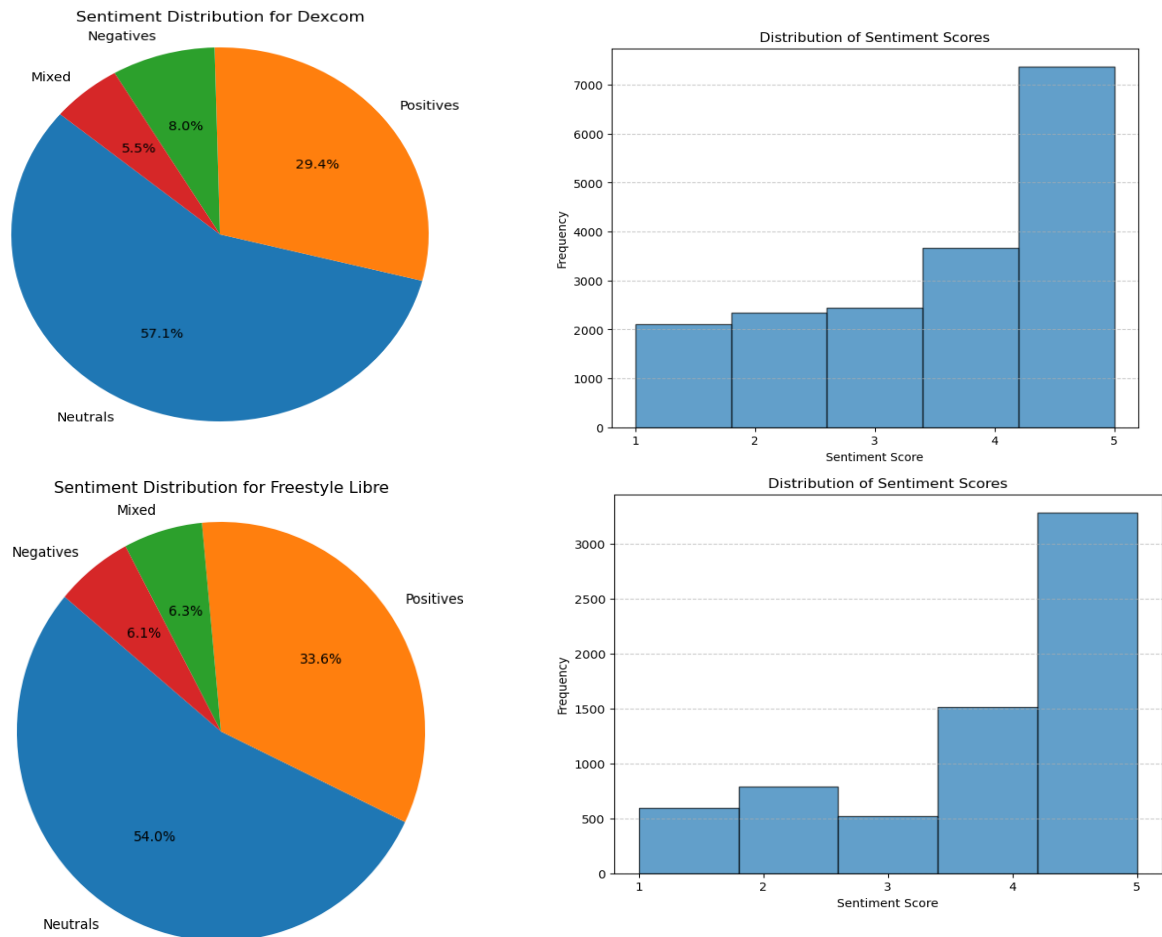 Sentiment Distribution for Dexcom
Negatives
Mixed
Positives
8.0%
5.5%
29.4%
57.1%
Neutrals
Distribution of Sentiment Scores
Frequency
7000
6000
5000
4000
3000
2000
1000
0
1 2 3 4 5
Sentiment Score
Sentiment Distribution for Freestyle Libre
Mixed
Negatives
Positives
6.3%
6.1%
33.6%
54.0%
Neutrals
Distribution of Sentiment Scores
Frequency
3000
2500
2000
1500
1000
500
0
1 2 3 4 5
Sentiment Score